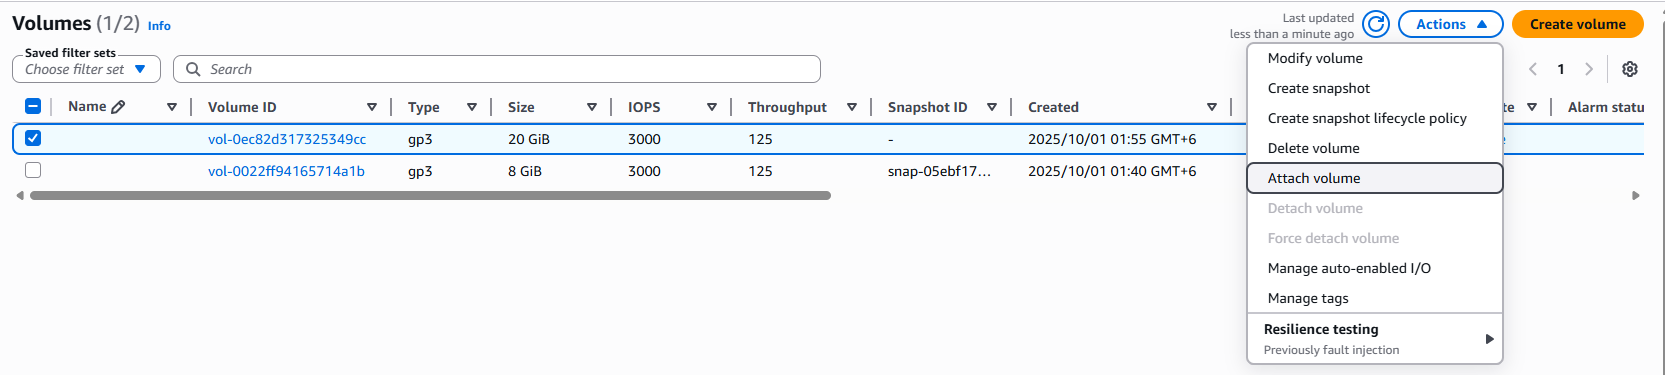 Volumes (1/2) Info
Last updated
less than a minute ago
Actions
Create volume
Saved filter sets
Choose filter set
Search
1
Name Volume ID Type Size IOPS Throughput Snapshot ID Created Alarm statu
vol-0ec82d317325349cc gp3 20 GiB 3000 125 - 2025/10/01 01:55 GMT+6
vol-0022ff94165714a1b gp3 8 GiB 3000 125 snap-05ebf17... 2025/10/01 01:40 GMT+6
Modify volume
Create snapshot
Create snapshot lifecycle policy
Delete volume
Attach volume
Detach volume
Force detach volume
Manage auto-enabled I/O
Manage tags
Resilience testing
Previously fault injection